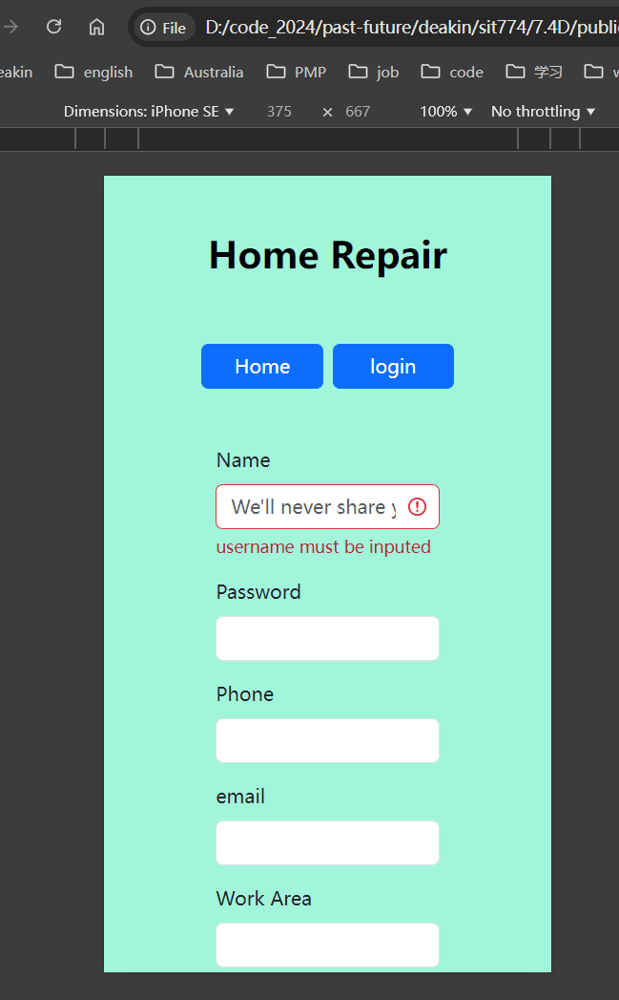 File D:/code_2024/past-future/deakin/sit774/7.4D/publi
eakin english Australia PMP job code 学习 w
Dimensions: iPhone SE ▼ 375 × 667 100% ▼ No throttling ▼
Home Repair
Home login
Name
We'll never share y
username must be inputed
Password
Phone
email
Work Area